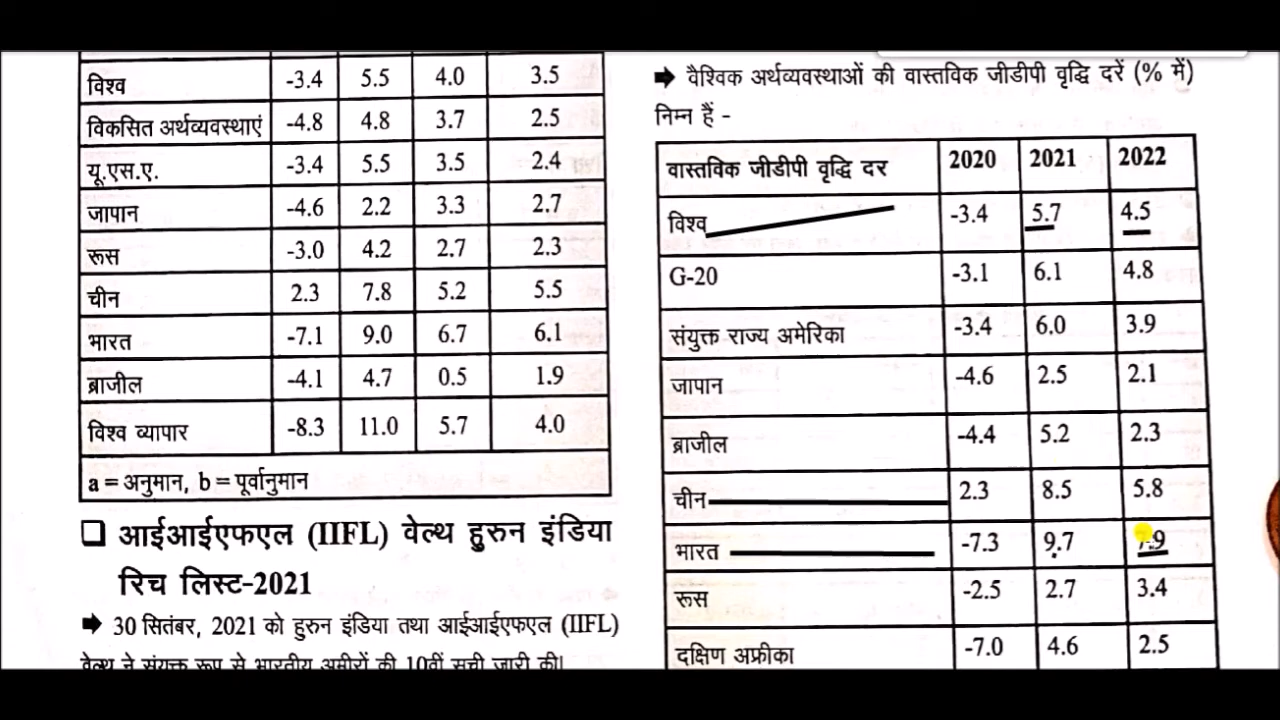 विश्व -3.4 5.5 4.0 3.5
विकसित अर्थव्यवस्थाएं -4.8 4.8 3.7 2.5
यू.एस.ए. -3.4 5.5 3.5 2.4
जापान -4.6 2.2 3.3 2.7
रूस -3.0 4.2 2.7 2.3
चीन 2.3 7.8 5.2 5.5
भारत -7.1 9.0 6.7 6.1
ब्राजील -4.1 4.7 0.5 1.9
विश्व व्यापार -8.3 11.0 5.7 4.0
a = अनुमान, b = पूर्वानुमान
❑ आईआईएफएल (IIFL) वेल्थ हुरुन इंडिया
रिच लिस्ट-2021
➡ 30 सितंबर, 2021 को हुरुन इंडिया तथा आईआईएफएल (IIFL)
वेल्थ ने संयुक्त रूप से भारतीय अमीरों की 10वीं सूची जारी की।
➡ वैश्विक अर्थव्यवस्थाओं की वास्तविक जीडीपी वृद्धि दरें (% में)
निम्न हैं -
वास्तविक जीडीपी वृद्धि दर 2020 2021 2022
विश्व -3.4 5.7 4.5
G-20 -3.1 6.1 4.8
संयुक्त राज्य अमेरिका -3.4 6.0 3.9
जापान -4.6 2.5 2.1
ब्राजील -4.4 5.2 2.3
चीन 2.3 8.5 5.8
भारत -7.3 9.7 7.9
रूस -2.5 2.7 3.4
दक्षिण अफ्रीका -7.0 4.6 2.5